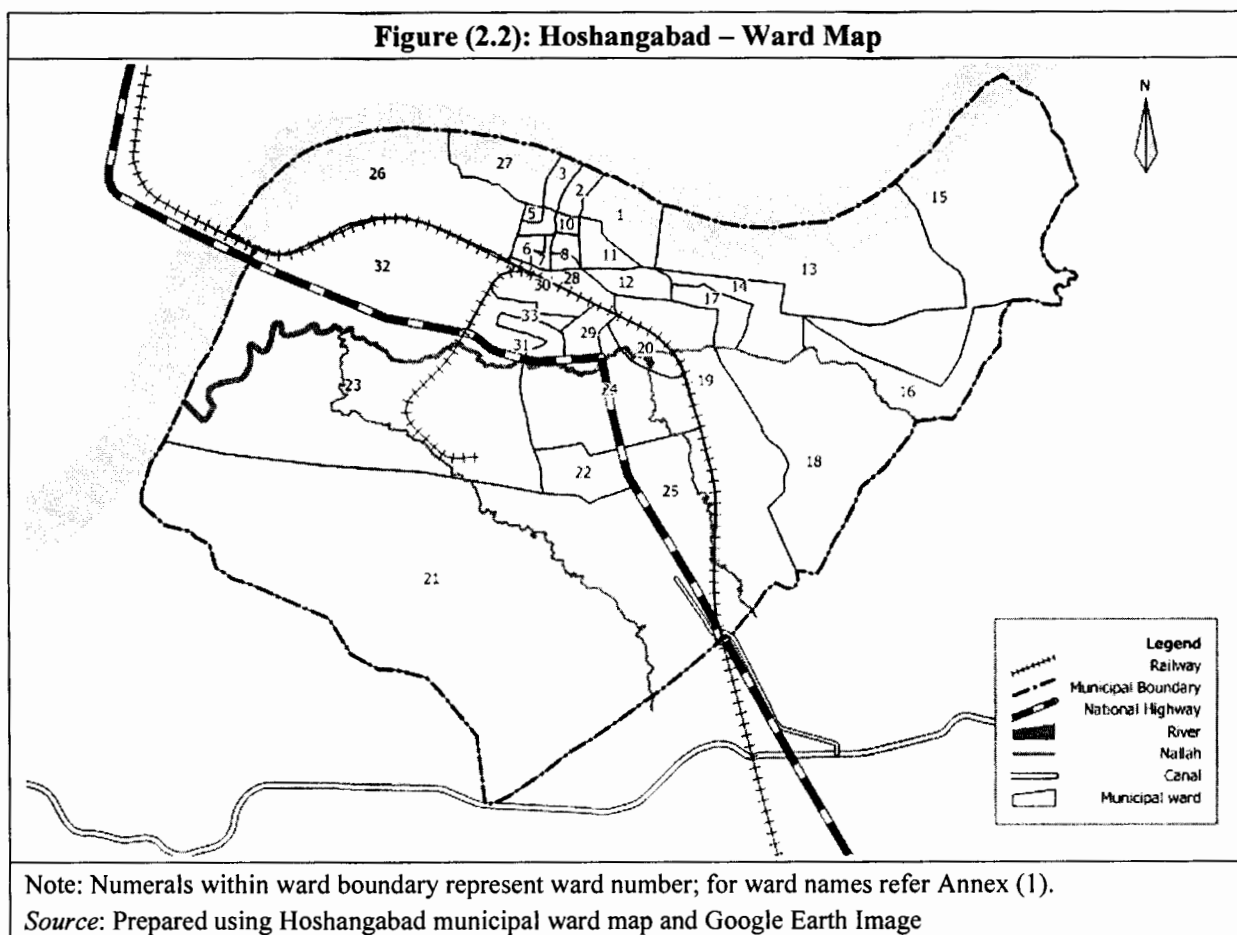 Figure (2.2): Hoshangabad – Ward Map
N
15
27
3
26
2
1
5
10
6
7
8
11
13
32
28
12
14
30
17
33
29
31
20
23
24
19
16
22
18
25
21
Legend
Railway
Municipal Boundary
National Highway
River
Nallah
Canal
Municipal ward
Note: Numerals within ward boundary represent ward number; for ward names refer Annex (1).
Source: Prepared using Hoshangabad municipal ward map and Google Earth Image